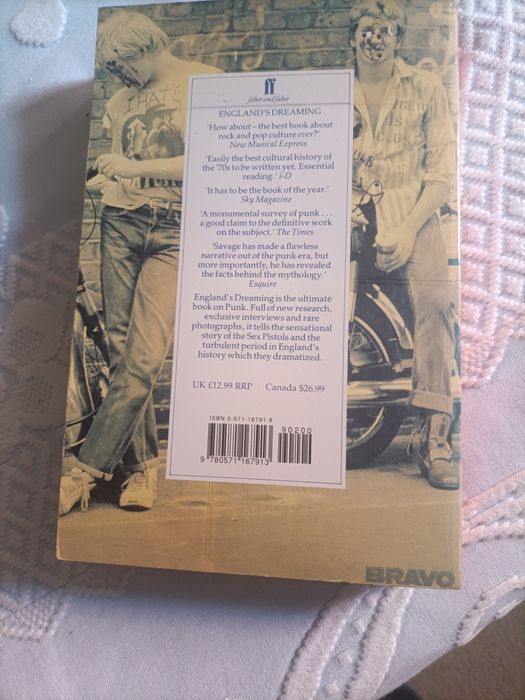 I HATE
ff
faber and faber
ENGLAND'S DREAMING
'How about – the best book about
rock and pop culture ever?'
New Musical Express
'Easily the best cultural history of
the '70s to be written yet. Essential
reading.' i-D
'It has to be the book of the year.'
Sky Magazine
'A monumental survey of punk . . .
a good claim to the definitive work
on the subject.' The Times
'Savage has made a flawless
narrative out of the punk era, but
more importantly, he has revealed
the facts behind the mythology.'
Esquire
England's Dreaming is the ultimate
book on Punk. Full of new research,
exclusive interviews and rare
photographs, it tells the sensational
story of the Sex Pistols and the
turbulent period in England's
history which they dramatized.
UK £12.99 RRP Canada $26.99
ISBN 0-571-16791-8
90200
9 780571 167913
BRAVO